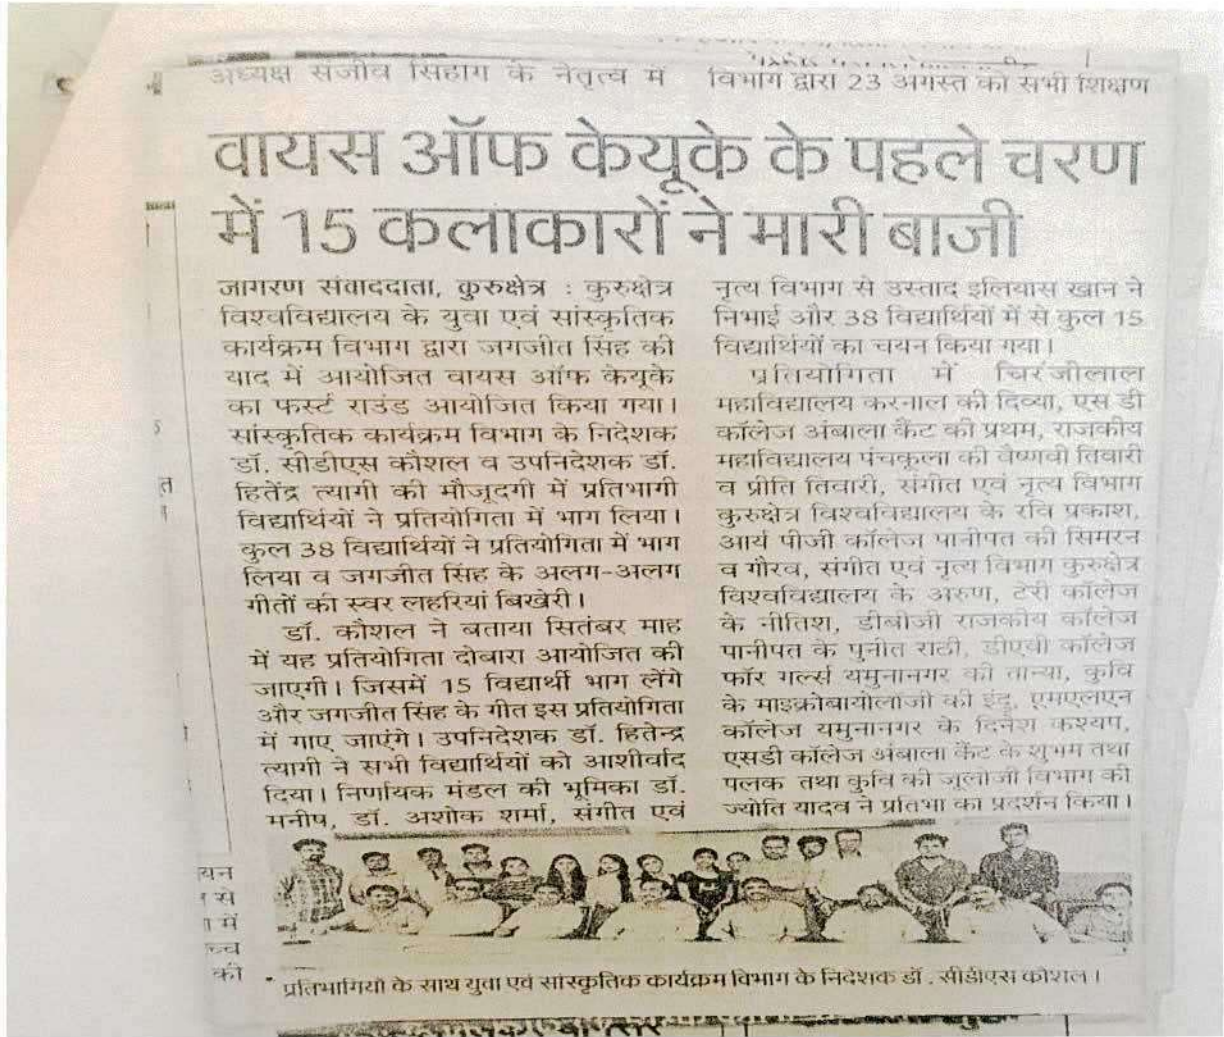 अध्यक्ष संजीव सिहाग के नेतृत्व में
विभाग द्वारा 23 अगस्त को सभी शिक्षण
वायस ऑफ केयूके के पहले चरण
में 15 कलाकारों ने मारी बाजी
जागरण संवाददाता, कुरुक्षेत्र : कुरुक्षेत्र
विश्वविद्यालय के युवा एवं सांस्कृतिक
कार्यक्रम विभाग द्वारा जगजीत सिंह की
याद में आयोजित वायस ऑफ केयूके
का फर्स्ट राउंड आयोजित किया गया।
सांस्कृतिक कार्यक्रम विभाग के निदेशक
डॉ. सीडीएस कौशल व उपनिदेशक डॉ.
हितेंद्र त्यागी की मौजूदगी में प्रतिभागी
विद्यार्थियों ने प्रतियोगिता में भाग लिया।
कुल 38 विद्यार्थियों ने प्रतियोगिता में भाग
लिया व जगजीत सिंह के अलग-अलग
गीतों की स्वर लहरियां बिखेरी।
डॉ. कौशल ने बताया सितंबर माह
में यह प्रतियोगिता दोबारा आयोजित की
जाएगी। जिसमें 15 विद्यार्थी भाग लेंगे
और जगजीत सिंह के गीत इस प्रतियोगिता
में गाए जाएंगे। उपनिदेशक डॉ. हितेन्द्र
त्यागी ने सभी विद्यार्थियों को आशीर्वाद
दिया। निर्णायक मंडल की भूमिका डॉ.
मनीष, डॉ. अशोक शर्मा, संगीत एवं
नृत्य विभाग से उस्ताद इलियास खान ने
निभाई और 38 विद्यार्थियों में से कुल 15
विद्यार्थियों का चयन किया गया।
प्रतियोगिता में चिरंजीलाल
महाविद्यालय करनाल की दिव्या, एस डी
कॉलेज अंबाला कैंट की प्रथम, राजकीय
महाविद्यालय पंचकूला की वैष्णवी तिवारी
व प्रीति तिवारी, संगीत एवं नृत्य विभाग
कुरुक्षेत्र विश्वविद्यालय के रवि प्रकाश,
आर्य पीजी कॉलेज पानीपत की सिमरन
व गौरव, संगीत एवं नृत्य विभाग कुरुक्षेत्र
विश्वविद्यालय के अरुण, टेरी कॉलेज
के नीतिश, डीबीजी राजकीय कॉलेज
पानीपत के पुनीत राठी, डीएवी कॉलेज
फॉर गर्ल्स यमुनानगर की तान्या, कुवि
के माइक्रोबायोलॉजी की इंदु, एमएलएन
कॉलेज यमुनानगर के दिनेश कश्यप,
एसडी कॉलेज अंबाला कैंट के शुभम तथा
पलक तथा कुवि की जूलॉजी विभाग की
ज्योति यादव ने प्रतिभा का प्रदर्शन किया।
यन
से
में
च्च
की
प्रतिभागियों के साथ युवा एवं सांस्कृतिक कार्यक्रम विभाग के निदेशक डॉ. सीडीएस कौशल।